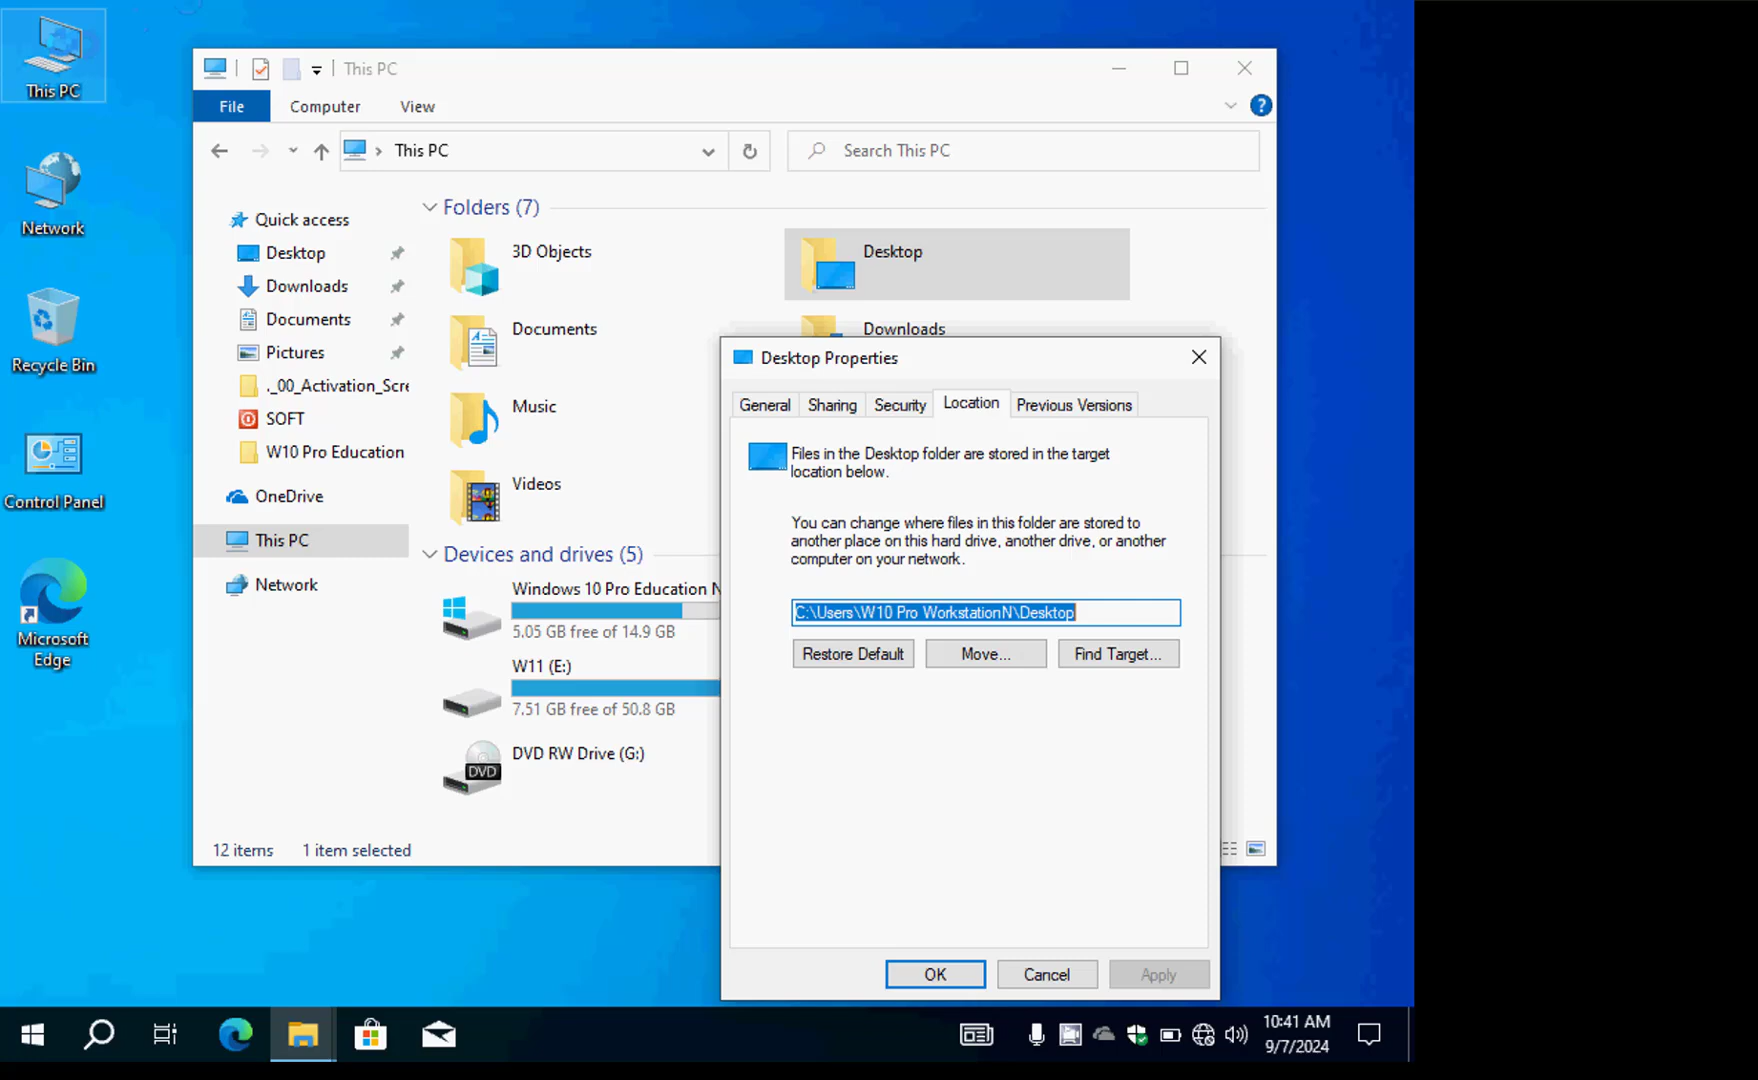 This PC
Network
Recycle Bin
Control Panel
Microsoft
Edge
This PC
File
Computer
View
?
This PC
Search This PC
Quick access
Desktop
Downloads
Documents
Pictures
._00_Activation_Scre
SOFT
W10 Pro Education
OneDrive
This PC
Network
Folders (7)
3D Objects
Desktop
Documents
Downloads
Music
Videos
Devices and drives (5)
Windows 10 Pro Education N
5.05 GB free of 14.9 GB
W11 (E:)
7.51 GB free of 50.8 GB
DVD
DVD RW Drive (G:)
12 items
1 item selected
Desktop Properties
General
Sharing
Security
Location
Previous Versions
Files in the Desktop folder are stored in the target
location below.
You can change where files in this folder are stored to
another place on this hard drive, another drive, or another
computer on your network.
C:\Users\W10 Pro WorkstationN\Desktop
Restore Default
Move...
Find Target...
OK
Cancel
Apply
10:41 AM
9/7/2024